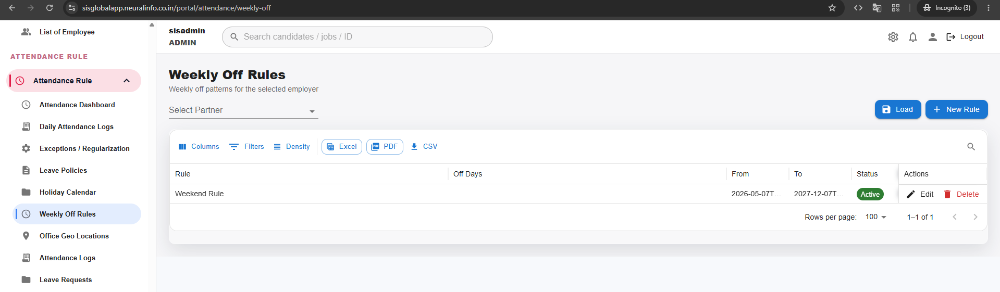 sisglobalapp.neuralinfo.co.in/portal/attendance/weekly-off
Incognito (3)
List of Employee
ATTENDANCE RULE
Attendance Rule
Attendance Dashboard
Daily Attendance Logs
Exceptions / Regularization
Leave Policies
Holiday Calendar
Weekly Off Rules
Office Geo Locations
Attendance Logs
Leave Requests
sisadmin
ADMIN
Search candidates / jobs / ID
Logout
Weekly Off Rules
Weekly off patterns for the selected employer
Select Partner
Load
New Rule
Columns Filters Density Excel PDF CSV
Rule Off Days From To Status Actions
Weekend Rule 2026-05-07T... 2027-12-07T... Active Edit Delete
Rows per page: 100 1–1 of 1